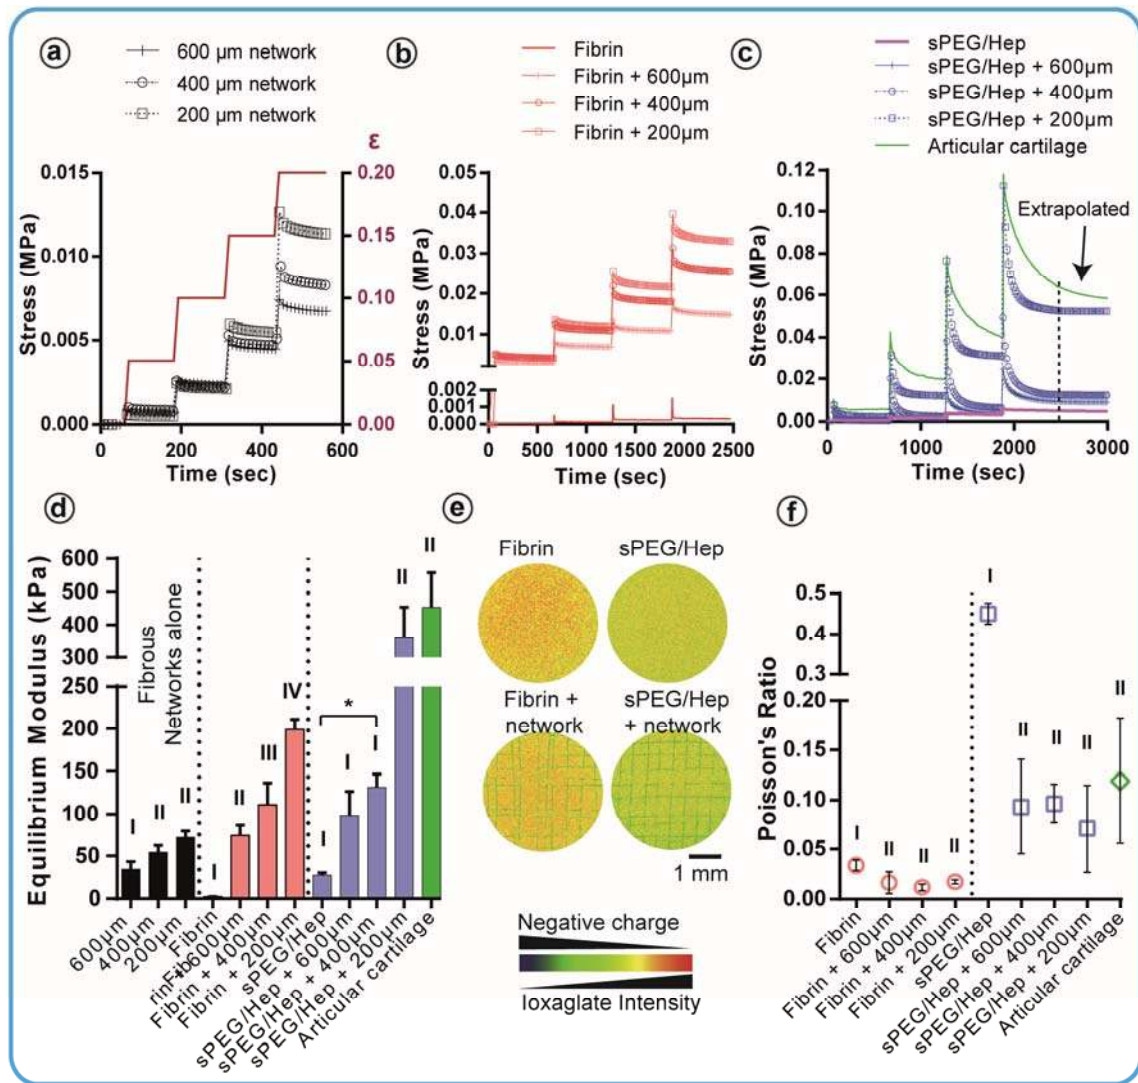 a
600 µm network
400 µm network
200 µm network
ε
Stress (MPa)
0.015
0.010
0.005
0.000
0.20
0.15
0.10
0.05
0.00
0 200 400 600
Time (sec)
b
Fibrin
Fibrin + 600µm
Fibrin + 400µm
Fibrin + 200µm
Stress (MPa)
0.05
0.04
0.03
0.02
0.01
0.002
0.001
0.000
0 500 1000 1500 2000 2500
Time (sec)
c
sPEG/Hep
sPEG/Hep + 600µm
sPEG/Hep + 400µm
sPEG/Hep + 200µm
Articular cartilage
Extrapolated
Stress (MPa)
0.12
0.10
0.08
0.06
0.04
0.02
0.00
0 1000 2000 3000
Time (sec)
d
Equilibrium Modulus (kPa)
600
500
400
300
250
200
150
100
50
0
Fibrous
Networks alone
I II II
I II III IV
*
I I I II II
600µm
400µm
200µm
Fibrin
rinFib600µm
Fibrin + 400µm
Fibrin + 200µm
sPEG/Hep
sPEG/Hep + 600µm
sPEG/Hep + 400µm
sPEG/Hep + 200µm
Articular cartilage
e
Fibrin
sPEG/Hep
Fibrin +
network
sPEG/Hep
+ network
1 mm
Negative charge
Ioxaglate Intensity
f
Poisson's Ratio
0.5
0.4
0.3
0.20
0.15
0.10
0.05
0.00
I II II II
I II II II II
Fibrin
Fibrin + 600µm
Fibrin + 400µm
Fibrin + 200µm
sPEG/Hep
sPEG/Hep + 600µm
sPEG/Hep + 400µm
sPEG/Hep + 200µm
Articular cartilage